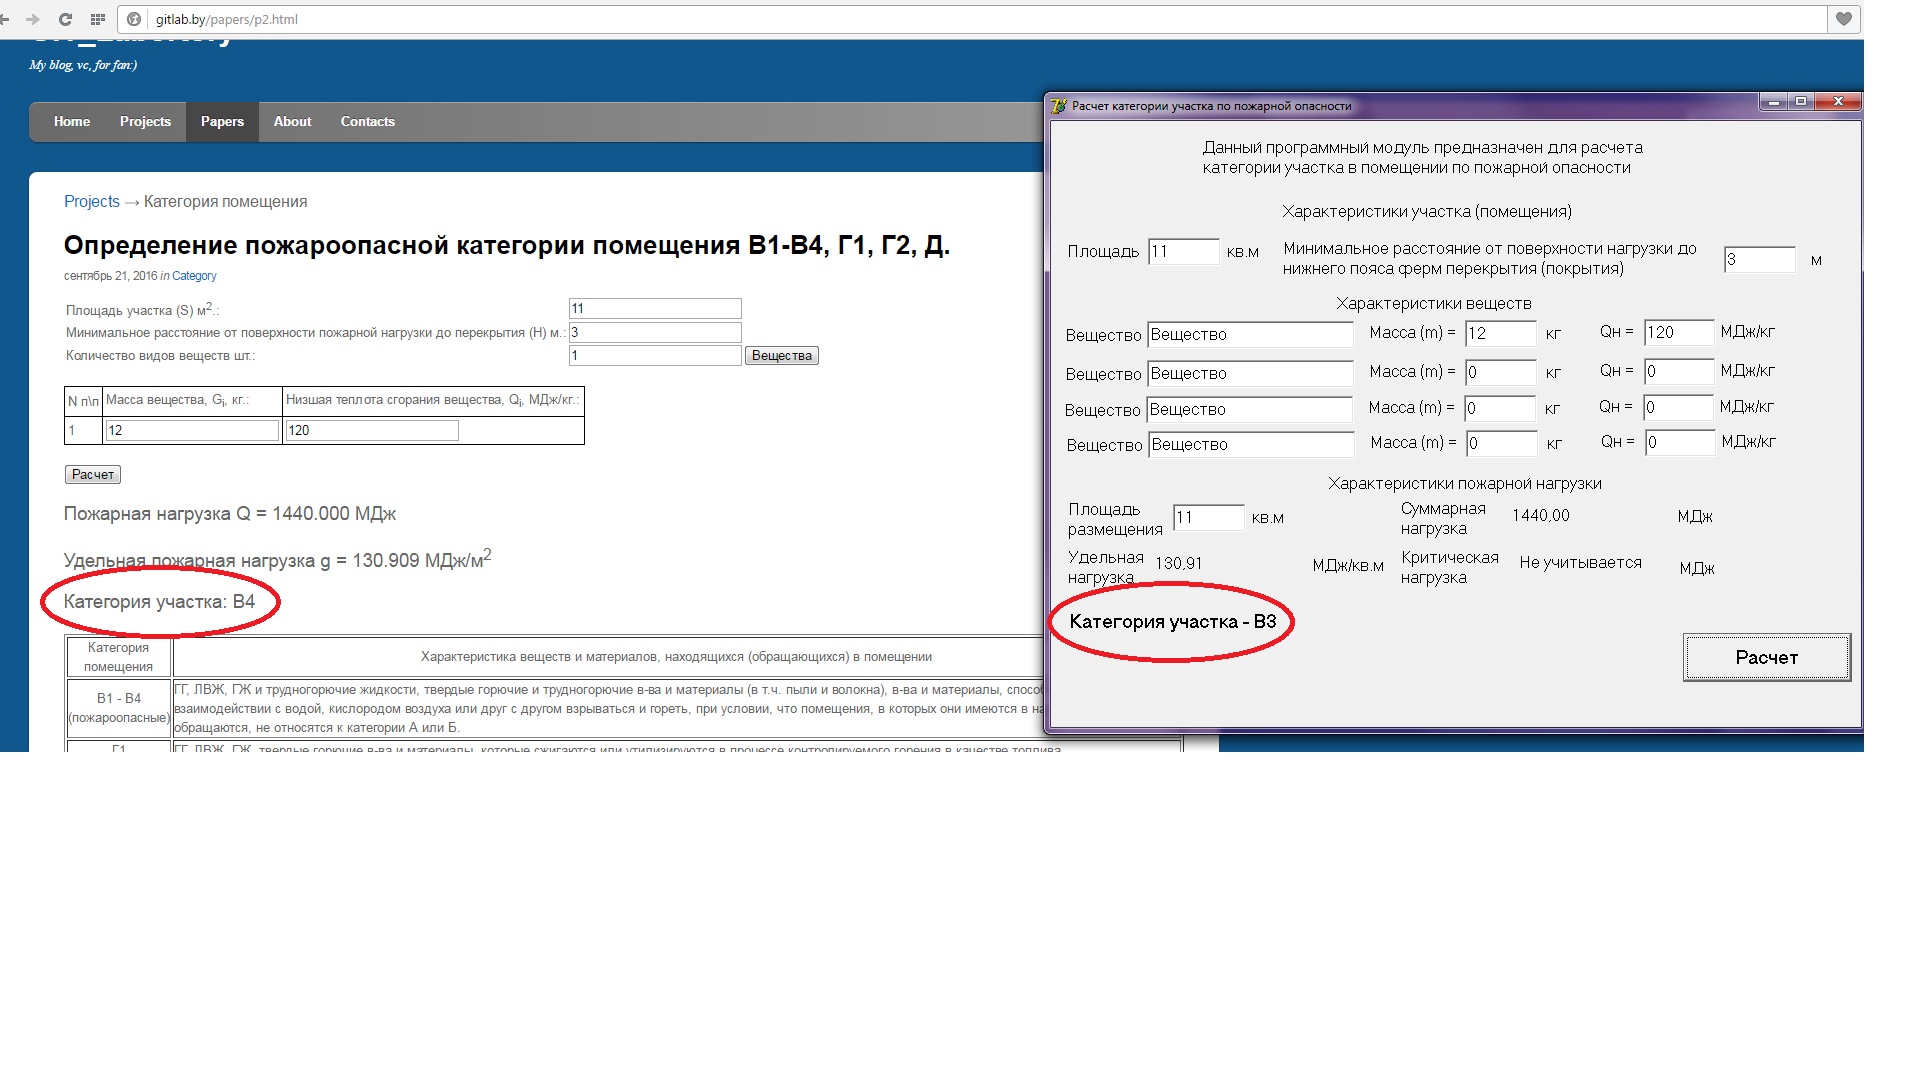 gitlab.by/papers/p2.html
My blog, vc, for fan:)
Home Projects Papers About Contacts
Projects → Категория помещения
Определение пожароопасной категории помещения В1-В4, Г1, Г2, Д.
сентябрь 21, 2016 in Category
Площадь участка (S) м2.: 11
Минимальное расстояние от поверхности пожарной нагрузки до перекрытия (H) м.: 3
Количество видов веществ шт.: 1 Вещества
N п\п Масса вещества, Gi, кг.: Низшая теплота сгорания вещества, Qi, МДж/кг.:
1 12 120
Расчет
Пожарная нагрузка Q = 1440.000 МДж
Удельная пожарная нагрузка g = 130.909 МДж/м2
Категория участка: В4
Категория помещения Характеристика веществ и материалов, находящихся (обращающихся) в помещении
В1 - В4 (пожароопасные)
ГГ, ЛВЖ, ГЖ и трудногорючие жидкости, твердые горючие и трудногорючие в-ва и материалы (в т.ч. пыли и волокна), в-ва и материалы,
взаимодействии с водой, кислородом воздуха или друг с другом взрываться и гореть, при условии, что помещения, в которых они имеются в
обращаются, не относятся к категории А или Б.
Г1 ГГ, ЛВЖ, ГЖ, твердые горючие в-ва и материалы, которые сжигаются или утилизируются в процессе контролируемого горения в качестве топлива
Расчет категории участка по пожарной опасности
Данный программный модуль предназначен для расчета
категории участка в помещении по пожарной опасности
Характеристики участка (помещения)
Площадь 11 кв.м Минимальное расстояние от поверхности нагрузки до
нижнего пояса ферм перекрытия (покрытия) 3 м
Характеристики веществ
Вещество Вещество Масса (m) = 12 кг Qн = 120 МДж/кг
Вещество Вещество Масса (m) = 0 кг Qн = 0 МДж/кг
Вещество Вещество Масса (m) = 0 кг Qн = 0 МДж/кг
Вещество Вещество Масса (m) = 0 кг Qн = 0 МДж/кг
Характеристики пожарной нагрузки
Площадь размещения 11 кв.м Суммарная нагрузка 1440,00 МДж
Удельная нагрузка 130,91 МДж/кв.м Критическая нагрузка Не учитывается МДж
Категория участка - В3
Расчет